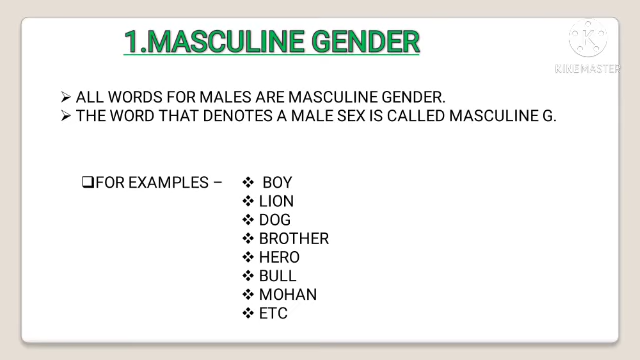 1.MASCULINE GENDER
KINEMASTER
➢ ALL WORDS FOR MALES ARE MASCULINE GENDER.
➢ THE WORD THAT DENOTES A MALE SEX IS CALLED MASCULINE G.
❑FOR EXAMPLES – ❖ BOY
❖ LION
❖ DOG
❖ BROTHER
❖ HERO
❖ BULL
❖ MOHAN
❖ ETC